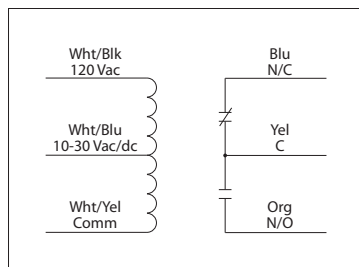 Wht/Blk
120 Vac
Wht/Blu
10-30 Vac/dc
Wht/Yel
Comm
Blu
N/C
Yel
C
Org
N/O